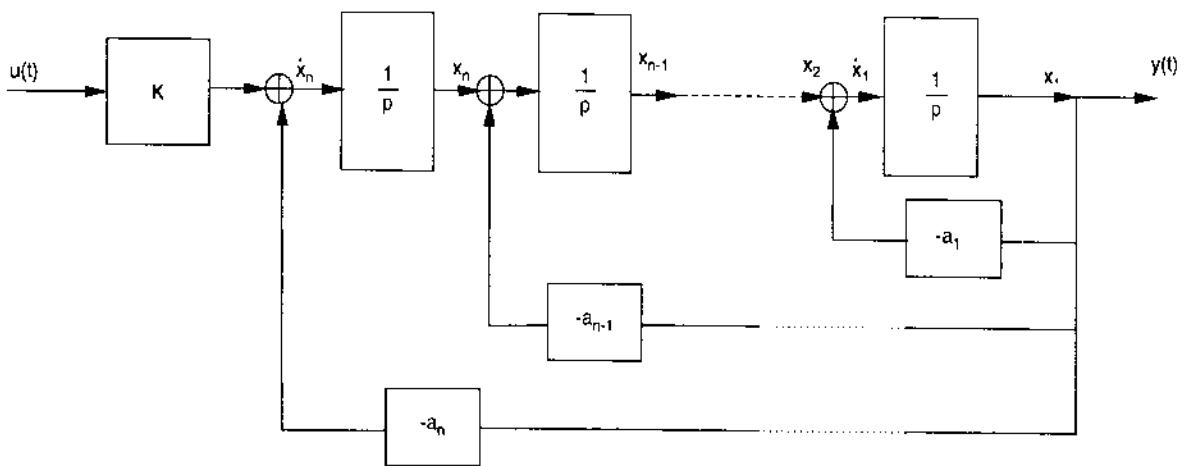 u(t)
K
ẋₙ
1
p
xₙ
1
p
xₙ₋₁
x₂
ẋ₁
1
p
x₁
y(t)
-a₁
-aₙ₋₁
-aₙ